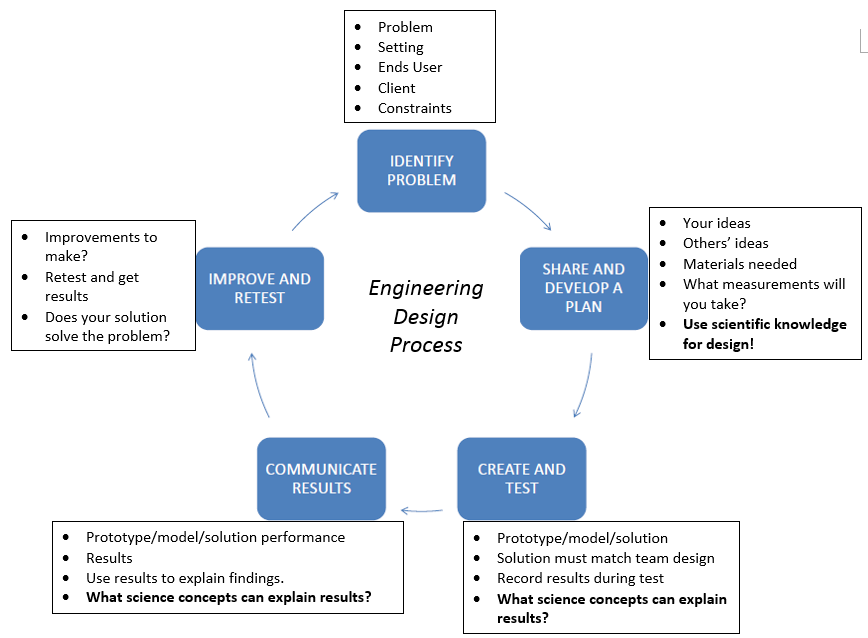 • Problem
• Setting
• Ends User
• Client
• Constraints
IDENTIFY
PROBLEM
• Your ideas
• Others’ ideas
• Materials needed
• What measurements will
you take?
• Use scientific knowledge
for design!
SHARE AND
DEVELOP A
PLAN
• Improvements to
make?
• Retest and get
results
• Does your solution
solve the problem?
IMPROVE AND
RETEST
Engineering
Design
Process
CREATE AND
TEST
• Prototype/model/solution
• Solution must match team design
• Record results during test
• What science concepts can explain
results?
COMMUNICATE
RESULTS
• Prototype/model/solution performance
• Results
• Use results to explain findings.
• What science concepts can explain results?